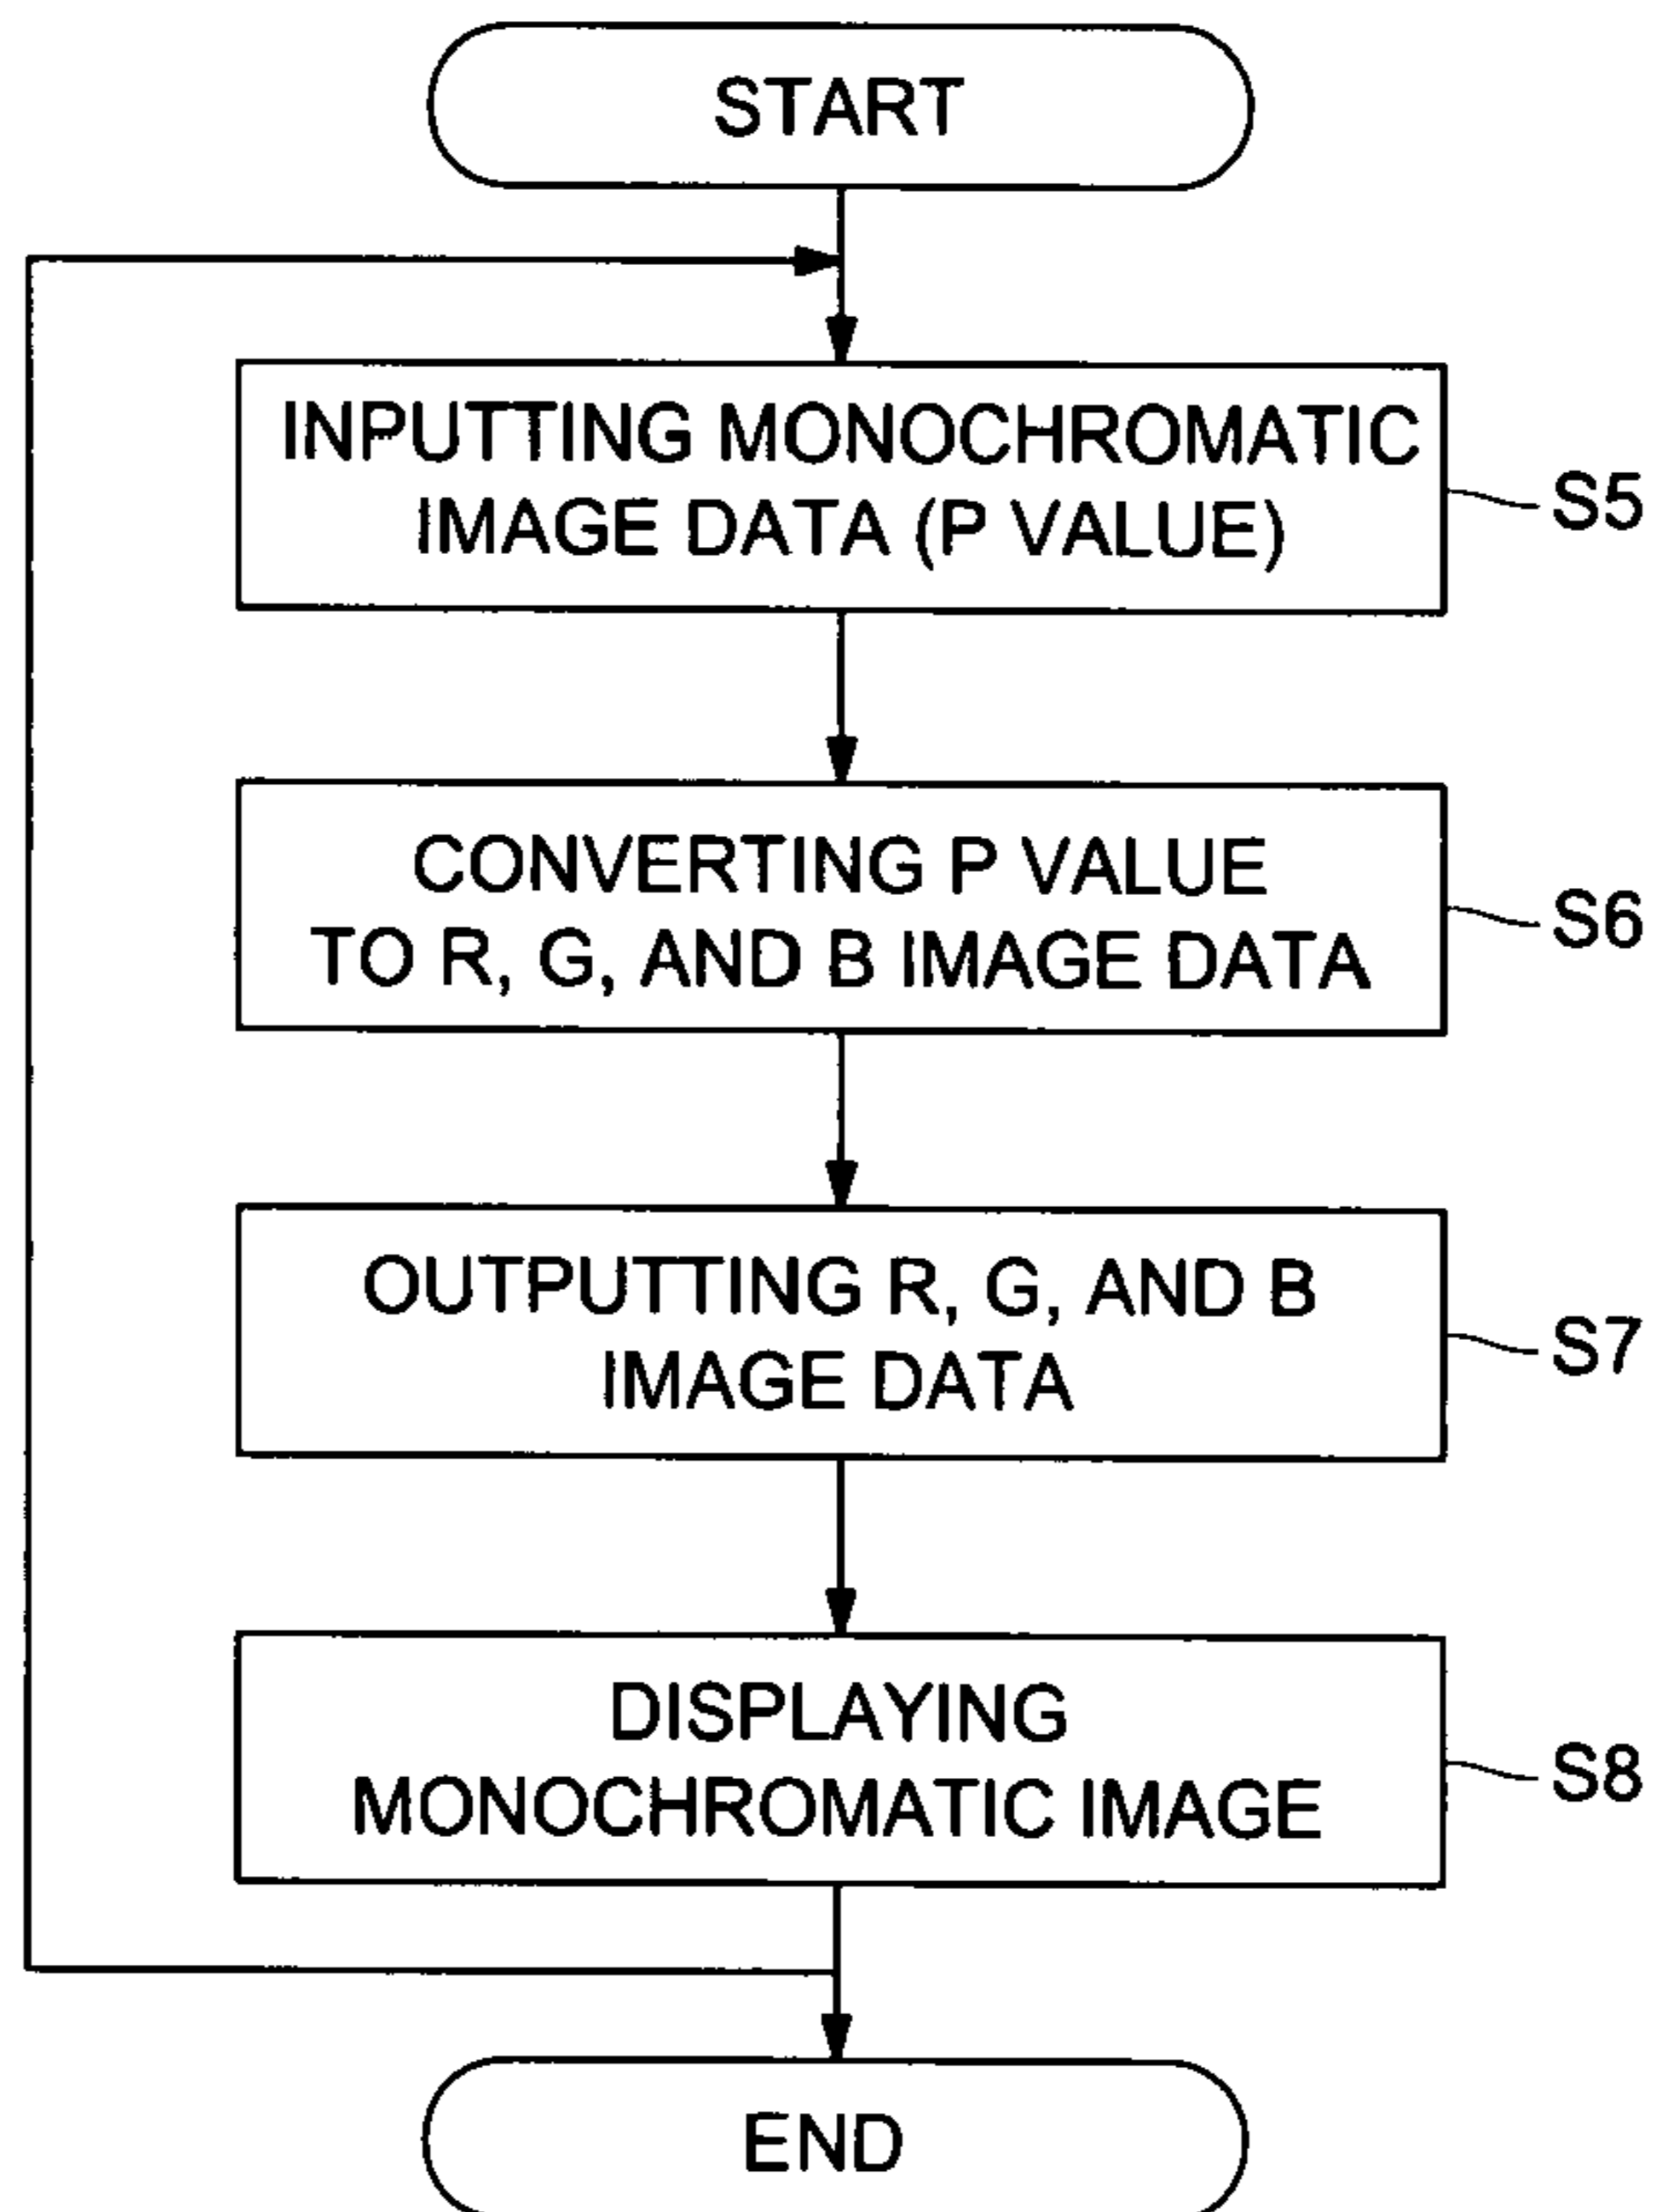 START
INPUTTING MONOCHROMATIC
IMAGE DATA (P VALUE)
S5
CONVERTING P VALUE
TO R, G, AND B IMAGE DATA
S6
OUTPUTTING R, G, AND B
IMAGE DATA
S7
DISPLAYING
MONOCHROMATIC IMAGE
S8
END